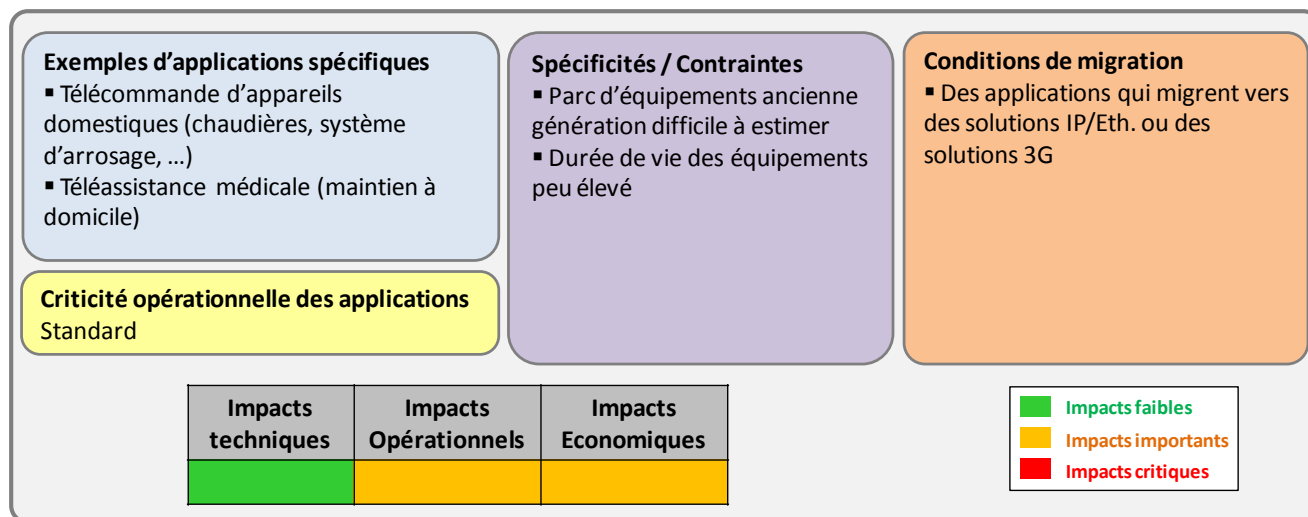 Exemples d'applications spécifiques
▪ Télécommande d'appareils
domestiques (chaudières, système
d'arrosage, …)
▪ Téléassistance médicale (maintien à
domicile)
Criticité opérationnelle des applications
Standard
Spécificités / Contraintes
▪ Parc d'équipements ancienne
génération difficile à estimer
▪ Durée de vie des équipements
peu élevé
Conditions de migration
▪ Des applications qui migrent vers
des solutions IP/Eth. ou des
solutions 3G
Impacts
techniques
Impacts
Opérationnels
Impacts
Economiques
Impacts faibles
Impacts importants
Impacts critiques